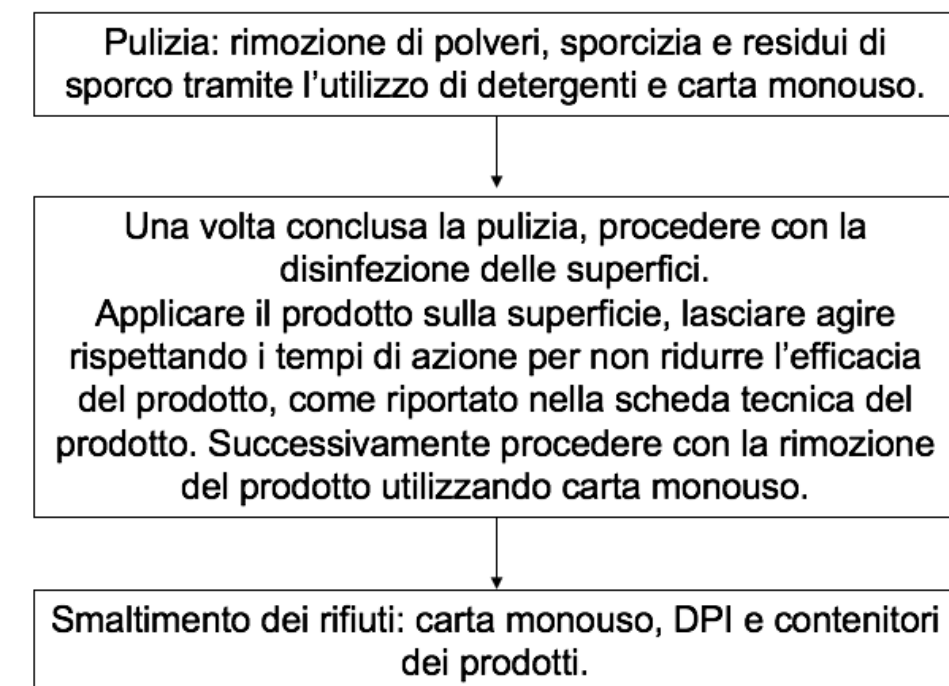 Pulizia: rimozione di polveri, sporcizia e residui di
sporco tramite l'utilizzo di detergenti e carta monouso.
Una volta conclusa la pulizia, procedere con la
disinfezione delle superfici.
Applicare il prodotto sulla superficie, lasciare agire
rispettando i tempi di azione per non ridurre l'efficacia
del prodotto, come riportato nella scheda tecnica del
prodotto. Successivamente procedere con la rimozione
del prodotto utilizzando carta monouso.
Smaltimento dei rifiuti: carta monouso, DPI e contenitori
dei prodotti.